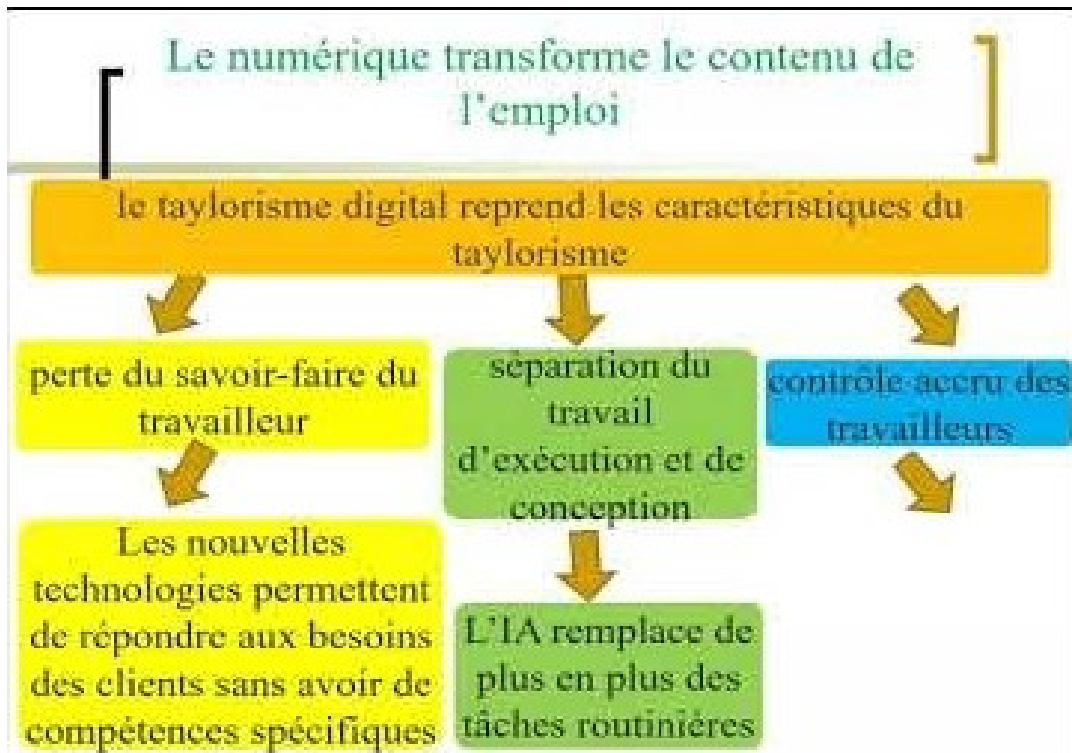 Le numérique transforme le contenu de
l'emploi
le taylorisme digital reprend les caractéristiques du
taylorisme
perte du savoir-faire du
travailleur
séparation du
travail
d'exécution et de
conception
contrôle accru des
travailleurs
Les nouvelles
technologies permettent
de répondre aux besoins
des clients sans avoir de
compétences spécifiques
L'IA remplace de
plus en plus des
tâches routinières